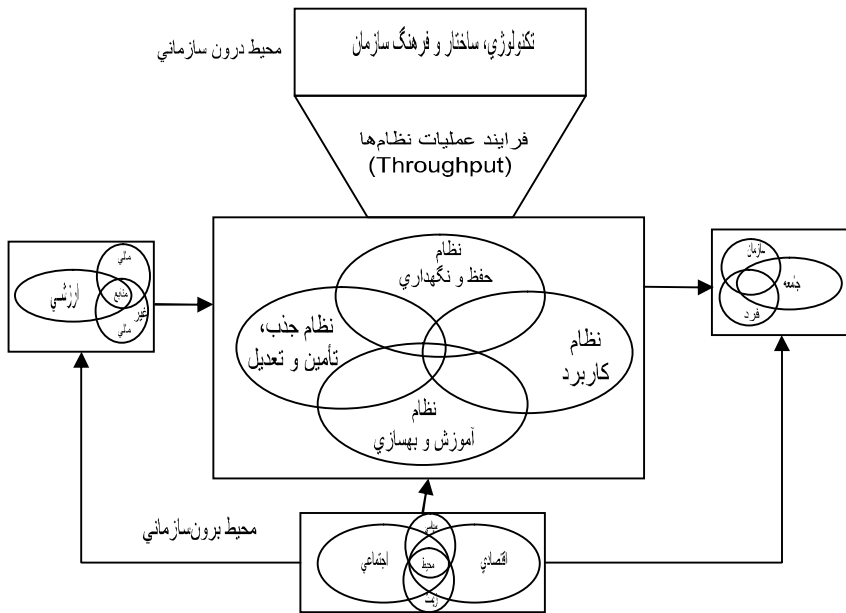 محيط درون سازماني
تكنولوژي، ساختار و فرهنگ سازمان
فرايند عمليات نظام‌ها
(Throughput)
نظام
حفظ و نگهداري
نظام جذب،
تأمين و تعديل
نظام
كاربرد
نظام
آموزش و بهسازي
مالي
ارزشي
منابع
غير
مالي
سازمان
جامعه
فرد
محيط برون‌سازماني
سياسي
اجتماعي
محيط
اقتصادي
زيست